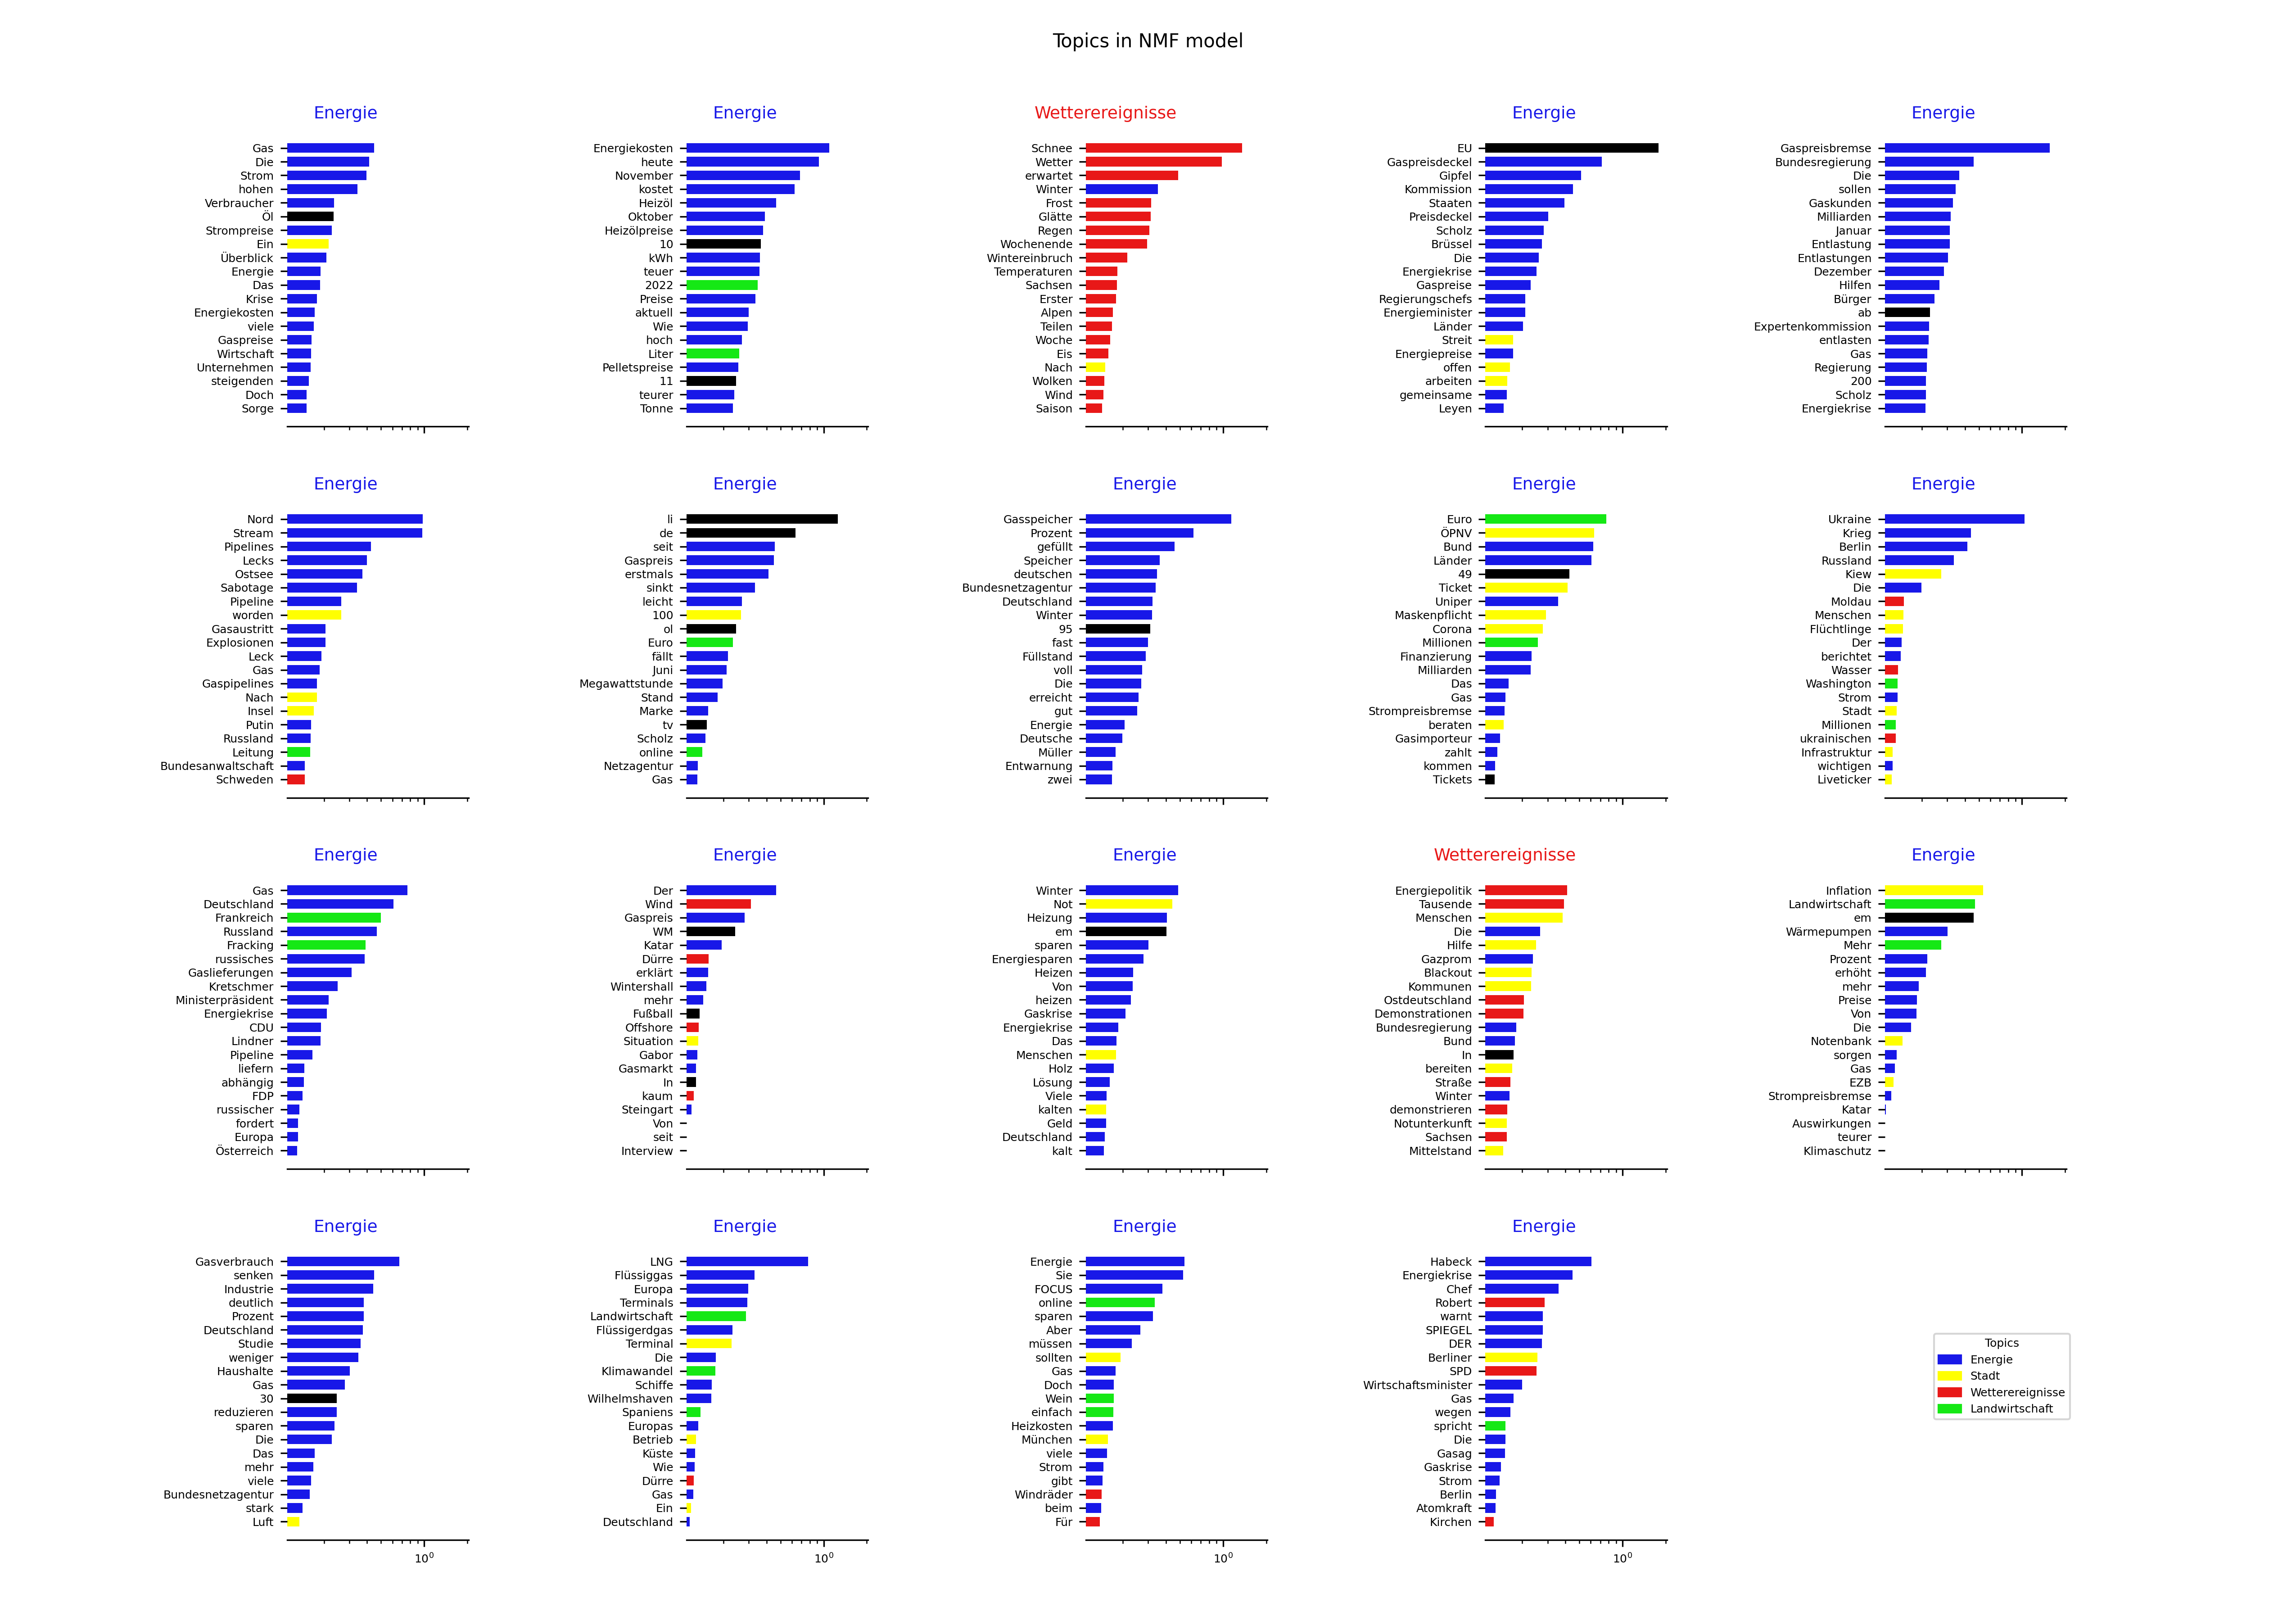 Topics in NMF model
Energie
Gas
Die
Strom
hohen
Verbraucher
Öl
Strompreise
Ein
Überblick
Energie
Das
Krise
Energiekosten
viele
Gaspreise
Wirtschaft
Unternehmen
steigenden
Doch
Sorge
Energie
Energiekosten
heute
November
kostet
Heizöl
Oktober
Heizölpreise
10
kWh
teuer
2022
Preise
aktuell
Wie
hoch
Liter
Pelletspreise
11
teurer
Tonne
Wetterereignisse
Schnee
Wetter
erwartet
Winter
Frost
Glätte
Regen
Wochenende
Wintereinbruch
Temperaturen
Sachsen
Erster
Alpen
Teilen
Woche
Eis
Nach
Wolken
Wind
Saison
Energie
EU
Gaspreisdeckel
Gipfel
Kommission
Staaten
Preisdeckel
Scholz
Brüssel
Die
Energiekrise
Gaspreise
Regierungschefs
Energieminister
Länder
Streit
Energiepreise
offen
arbeiten
gemeinsame
Leyen
Energie
Gaspreisbremse
Bundesregierung
Die
sollen
Gaskunden
Milliarden
Januar
Entlastung
Entlastungen
Dezember
Hilfen
Bürger
ab
Expertenkommission
entlasten
Gas
Regierung
200
Scholz
Energiekrise
Energie
Nord
Stream
Pipelines
Lecks
Ostsee
Sabotage
Pipeline
worden
Gasaustritt
Explosionen
Leck
Gas
Gaspipelines
Nach
Insel
Putin
Russland
Leitung
Bundesanwaltschaft
Schweden
Energie
li
de
seit
Gaspreis
erstmals
sinkt
leicht
100
ol
Euro
fällt
Juni
Megawattstunde
Stand
Marke
tv
Scholz
online
Netzagentur
Gas
Energie
Gasspeicher
Prozent
gefüllt
Speicher
deutschen
Bundesnetzagentur
Deutschland
Winter
95
fast
Füllstand
voll
Die
erreicht
gut
Energie
Deutsche
Müller
Entwarnung
zwei
Energie
Euro
ÖPNV
Bund
Länder
49
Ticket
Uniper
Maskenpflicht
Corona
Millionen
Finanzierung
Milliarden
Das
Gas
Strompreisbremse
beraten
Gasimporteur
zahlt
kommen
Tickets
Energie
Ukraine
Krieg
Berlin
Russland
Kiew
Die
Moldau
Menschen
Flüchtlinge
Der
berichtet
Wasser
Washington
Strom
Stadt
Millionen
ukrainischen
Infrastruktur
wichtigen
Liveticker
Energie
Gas
Deutschland
Frankreich
Russland
Fracking
russisches
Gaslieferungen
Kretschmer
Ministerpräsident
Energiekrise
CDU
Lindner
Pipeline
liefern
abhängig
FDP
russischer
fordert
Europa
Österreich
Energie
Der
Wind
Gaspreis
WM
Katar
Dürre
erklärt
Wintershall
mehr
Fußball
Offshore
Situation
Gabor
Gasmarkt
In
kaum
Steingart
Von
seit
Interview
Energie
Winter
Not
Heizung
em
sparen
Energiesparen
Heizen
Von
heizen
Gaskrise
Energiekrise
Das
Menschen
Holz
Lösung
Viele
kalten
Geld
Deutschland
kalt
Wetterereignisse
Energiepolitik
Tausende
Menschen
Die
Hilfe
Gazprom
Blackout
Kommunen
Ostdeutschland
Demonstrationen
Bundesregierung
Bund
In
bereiten
Straße
Winter
demonstrieren
Notunterkunft
Sachsen
Mittelstand
Energie
Inflation
Landwirtschaft
em
Wärmepumpen
Mehr
Prozent
erhöht
mehr
Preise
Von
Die
Notenbank
sorgen
Gas
EZB
Strompreisbremse
Katar
Auswirkungen
teurer
Klimaschutz
Energie
Gasverbrauch
senken
Industrie
deutlich
Prozent
Deutschland
Studie
weniger
Haushalte
Gas
30
reduzieren
sparen
Die
Das
mehr
viele
Bundesnetzagentur
stark
Luft
10⁰
Energie
LNG
Flüssiggas
Europa
Terminals
Landwirtschaft
Flüssigerdgas
Terminal
Die
Klimawandel
Schiffe
Wilhelmshaven
Spaniens
Europas
Betrieb
Küste
Wie
Dürre
Gas
Ein
Deutschland
10⁰
Energie
Energie
Sie
FOCUS
online
sparen
Aber
müssen
sollten
Gas
Doch
Wein
einfach
Heizkosten
München
viele
Strom
gibt
Windräder
beim
Für
10⁰
Energie
Habeck
Energiekrise
Chef
Robert
warnt
SPIEGEL
DER
Berliner
SPD
Wirtschaftsminister
Gas
wegen
spricht
Die
Gasag
Gaskrise
Strom
Berlin
Atomkraft
Kirchen
10⁰
Topics
Energie
Stadt
Wetterereignisse
Landwirtschaft